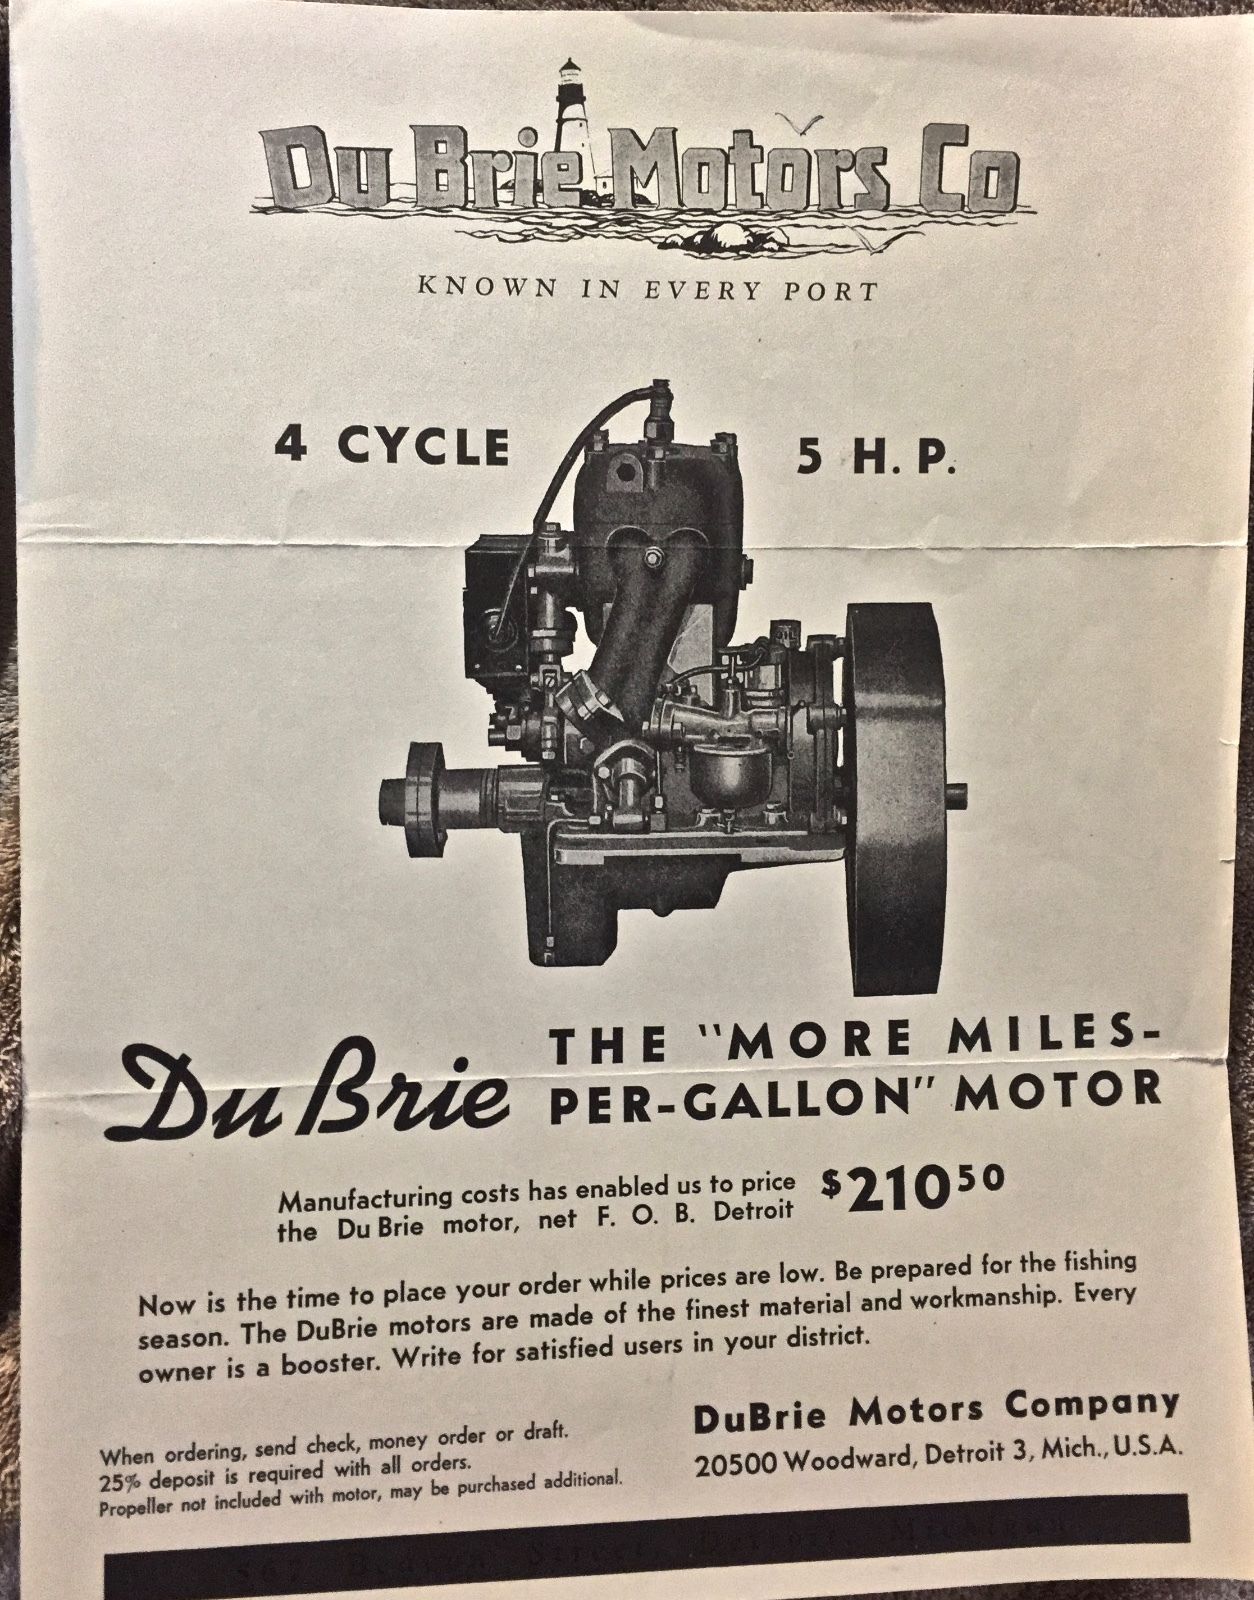 Du Brie Motors Co
KNOWN IN EVERY PORT
4 CYCLE
5 H. P.
Du Brie
THE "MORE MILES-
PER-GALLON" MOTOR
Manufacturing costs has enabled us to price
the Du Brie motor, net F. O. B. Detroit
$210 50
Now is the time to place your order while prices are low. Be prepared for the fishing
season. The DuBrie motors are made of the finest material and workmanship. Every
owner is a booster. Write for satisfied users in your district.
When ordering, send check, money order or draft.
25% deposit is required with all orders.
Propeller not included with motor, may be purchased additional.
DuBrie Motors Company
20500 Woodward, Detroit 3, Mich., U.S.A.
Street, Detroit, Michigan